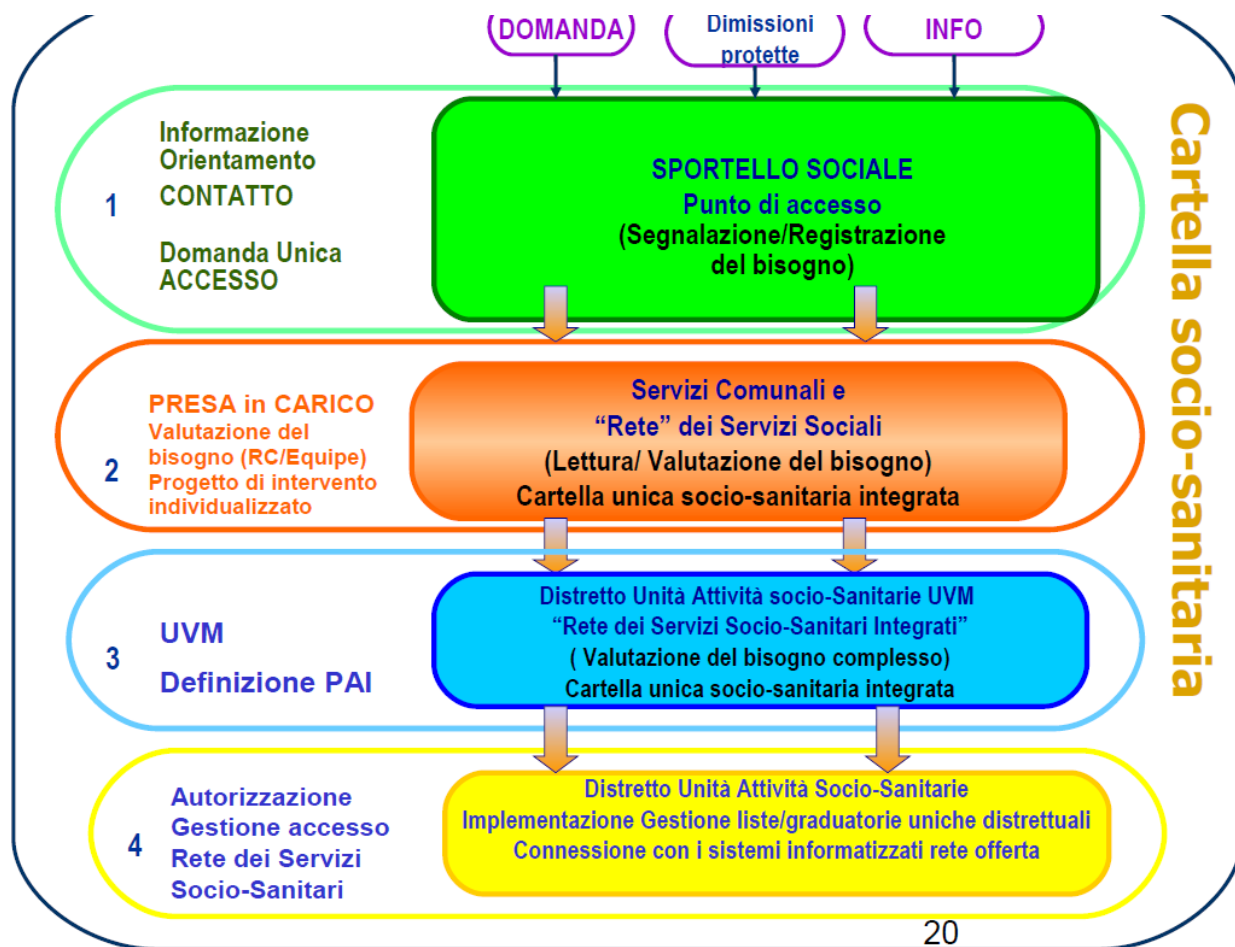 DOMANDA
Dimissioni
protette
INFO
1
Informazione
Orientamento
CONTATTO
Domanda Unica
ACCESSO
SPORTELLO SOCIALE
Punto di accesso
(Segnalazione/Registrazione
del bisogno)
2
PRESA in CARICO
Valutazione del
bisogno (RC/Equipe)
Progetto di intervento
individualizzato
Servizi Comunali e
“Rete” dei Servizi Sociali
(Lettura/ Valutazione del bisogno)
Cartella unica socio-sanitaria integrata
3
UVM
Definizione PAI
Distretto Unità Attività socio-Sanitarie UVM
“Rete dei Servizi Socio-Sanitari Integrati”
( Valutazione del bisogno complesso)
Cartella unica socio-sanitaria integrata
4
Autorizzazione
Gestione accesso
Rete dei Servizi
Socio-Sanitari
Distretto Unità Attività Socio-Sanitarie
Implementazione Gestione liste/graduatorie uniche distrettuali
Connessione con i sistemi informatizzati rete offerta
Cartella socio-sanitaria
20